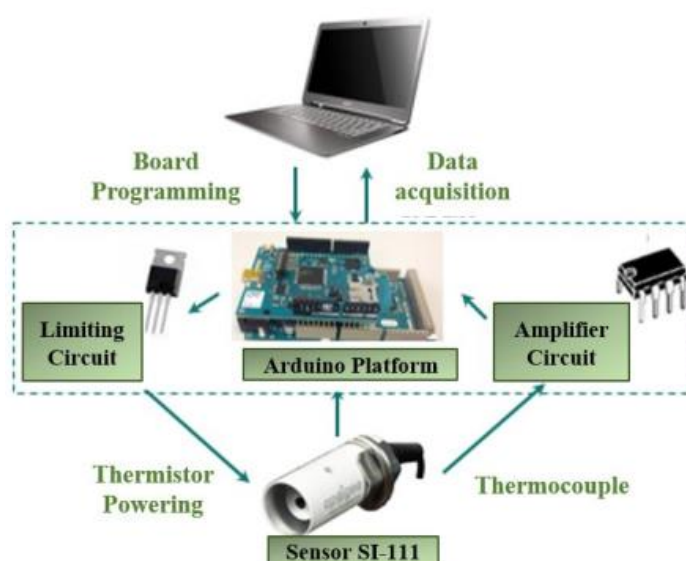 Board
Programming
Data
acquisition
Limiting
Circuit
Arduino Platform
Amplifier
Circuit
Thermistor
Powering
Thermocouple
Sensor SI-111